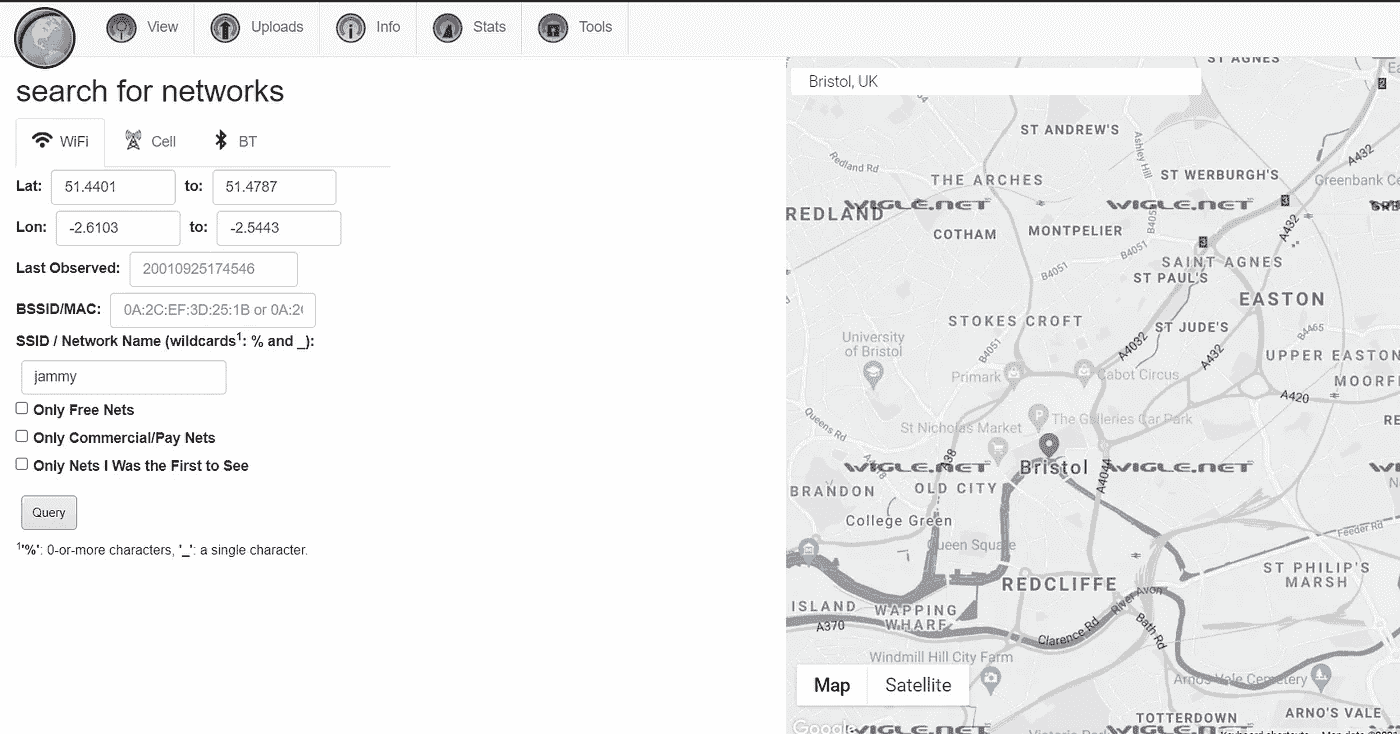 View Uploads Info Stats Tools
search for networks
WiFi Cell BT
Lat: 51.4401 to: 51.4787
Lon: -2.6103 to: -2.5443
Last Observed: 20010925174546
BSSID/MAC: 0A:2C:EF:3D:25:1B or 0A:2
SSID / Network Name (wildcards1: % and _):
jammy
Only Free Nets
Only Commercial/Pay Nets
Only Nets I Was the First to See
Query
1'%': 0-or-more characters, '_': a single character.
ST AGNES
Bristol, UK
ST ANDREW'S
Ashley Hill
A432
Redland Rd
THE ARCHES
ST WERBURGH'S
Greenbank Ce
REDLAND
WIGLE.NET
WIGLE.NET
B4051
3
COTHAM
MONTPELIER
A432
3
B4051
B4051
SAINT AGNES
ST PAUL'S
EASTON
STOKES CROFT
ST JUDE'S
B4465
University
of Bristol
B4051
A4032
A432
UPPER EASTON
Primark
Cabot Circus
MOORF
A420
Queens Rd
St Nicholas Market
The Galleries Car Park
RE
A38
A4018
WIGLE.NET
Bristol
A4044
WIGLE.NET
BRANDON
OLD CITY
College Green
Queen Square
Feeder Rd
REDCLIFFE
ST PHILIP'S
MARSH
River Avon
ISLAND
WAPPING
WHARF
A370
Clarence Rd
Bath Rd
Windmill Hill City Farm
Map Satellite
Arnos Vale Cemetery
TOTTERDOWN
ARNO'S VALE
Google
WIGLE.NET
WIGLE.NET
Keyboard shortcuts